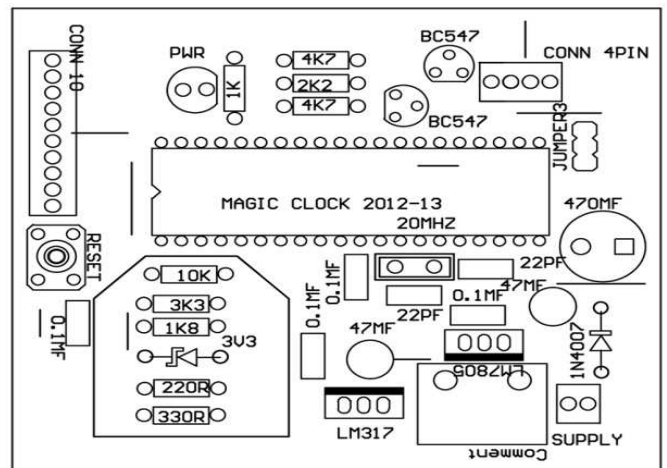 CONN 10
PWR
1K
4K7
2K2
4K7
BC547
BC547
CONN 4PIN
JUMPER3
MAGIC CLOCK 2012-13
20MHZ
470MF
RESET
10K
0.1MF
22PF
47MF
0.1MF
22PF
3K3
1K8
3V3
0.1MF
0.1MF
47MF
LM7805
1N4007
220R
330R
LM317
Comment
SUPPLY